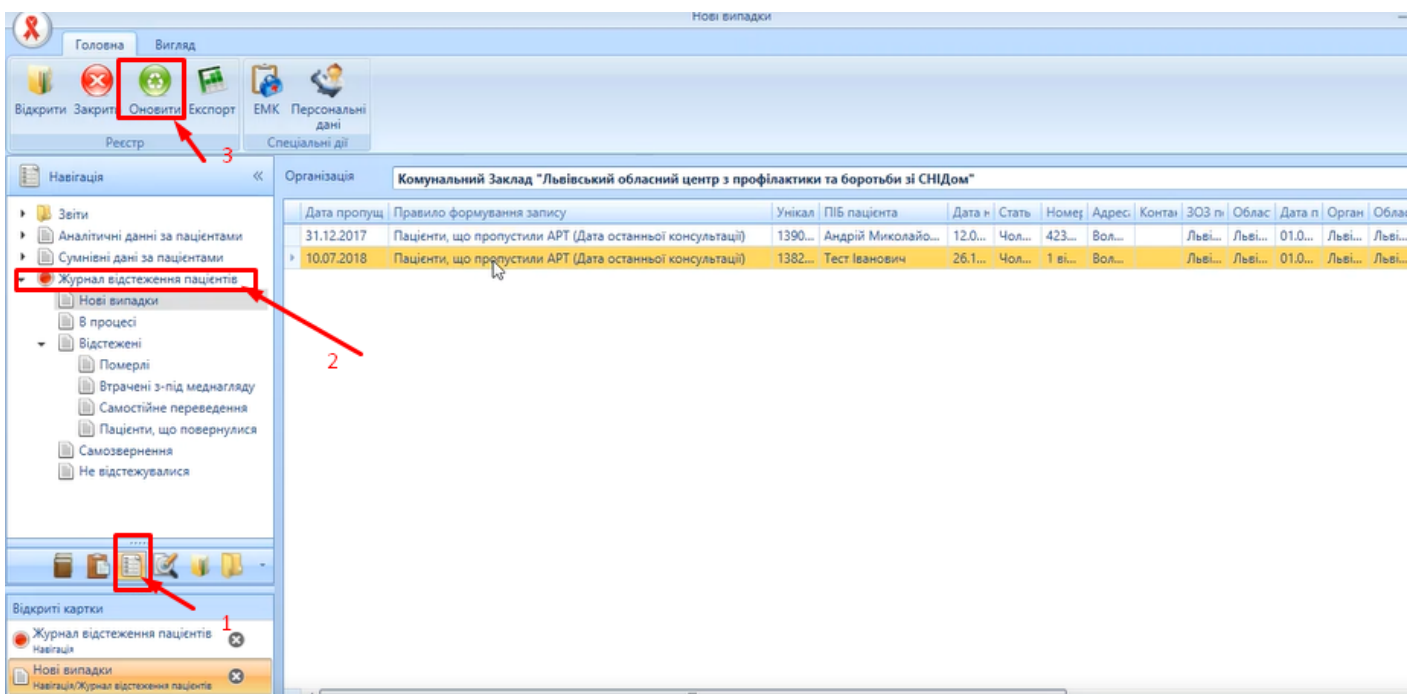 Нові випадки
Головна Вигляд
Відкрити Закрити Оновити Експорт ЕМК Персональні дані
Реєстр Спеціальні дії
3
Навігація
Організація Комунальний Заклад "Львівський обласний центр з профілактики та боротьби зі СНІДом"
Звіти
Аналітичні данні за пацієнтами
Сумнівні дані за пацієнтами
Журнал відстеження пацієнтів
Нові випадки
В процесі
Відстежені
Померлі
Втрачені з-під меднагляду
Самостійне переведення
Пацієнти, що повернулися
Самозвернення
Не відстежувалися
2
Дата пропущ Правило формування запису Унікал ПІБ пацієнта Дата н Стать Номер Адрес Контак ЗОЗ п Облас Дата п Орган Облас
31.12.2017 Пацієнти, що пропустили АРТ (Дата останньої консультації) 1390... Андрій Миколайо... 12.0... Чол... 423... Вол... Льві... Льві... 01.0... Льві... Льві...
10.07.2018 Пацієнти, що пропустили АРТ (Дата останньої консультації) 1382... Тест Іванович 26.1... Чол... 1 ві... Вол... Льві... Льві... 01.0... Льві... Льві...
1
Відкриті картки
Журнал відстеження пацієнтів
Навігація
Нові випадки
Навігація/Журнал відстеження пацієнтів